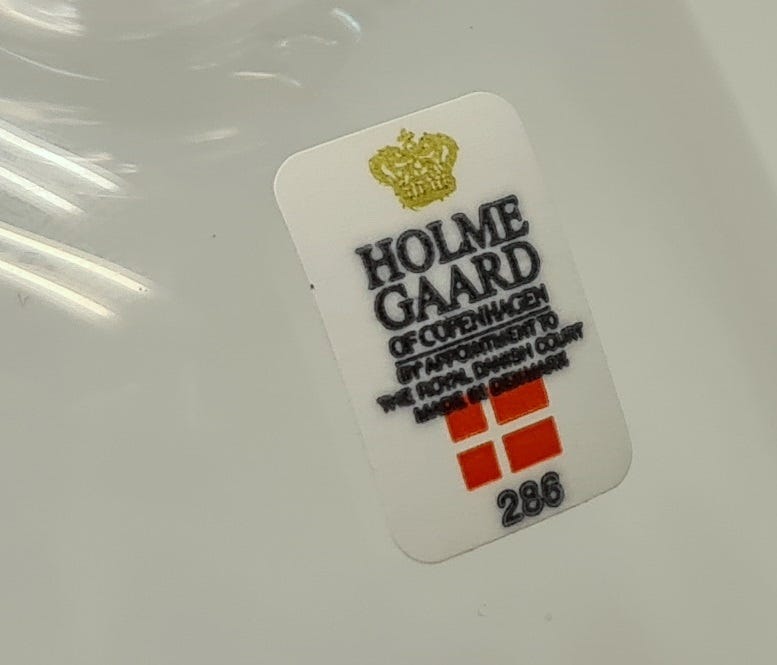 HOLME
GAARD
OF COPENHAGEN
BY APPOINTMENT TO
THE ROYAL DANISH COURT
MADE IN DENMARK
286